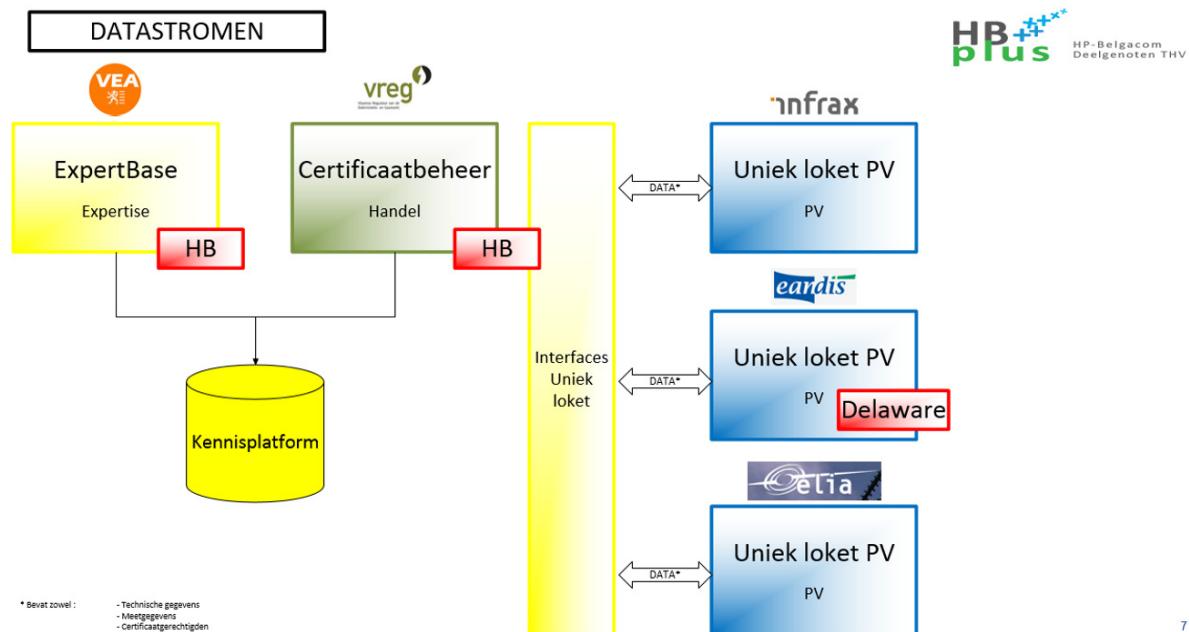 DATASTROMEN
HB
plus
HP-Belgacom
Deelgenoten THV
VEA
vreg
infrax
ExpertBase
Expertise
HB
Certificaatbeheer
Handel
HB
Interfaces
Uniek
loket
DATA*
Uniek loket PV
PV
eandis
DATA*
Uniek loket PV
PV
Delaware
Kennisplatform
elia
DATA*
Uniek loket PV
PV
* Bevat zowel :
- Technische gegevens
- Meetgegevens
- Certificaatgerechtigden
7